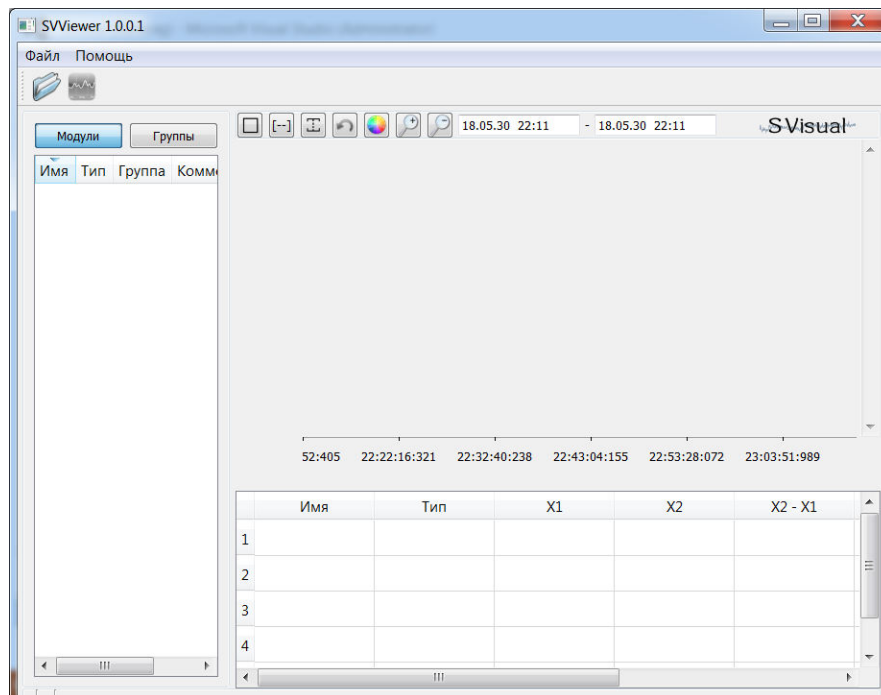 SVViewer 1.0.0.1
Файл Помощь
Модули Группы
18.05.30 22:11 - 18.05.30 22:11 SVisual
Имя Тип Группа
52:405 22:22:16:321 22:32:40:238 22:43:04:155 22:53:28:072 23:03:51:989
Имя Тип X1 X2 X2 - X1
1
2
3
4